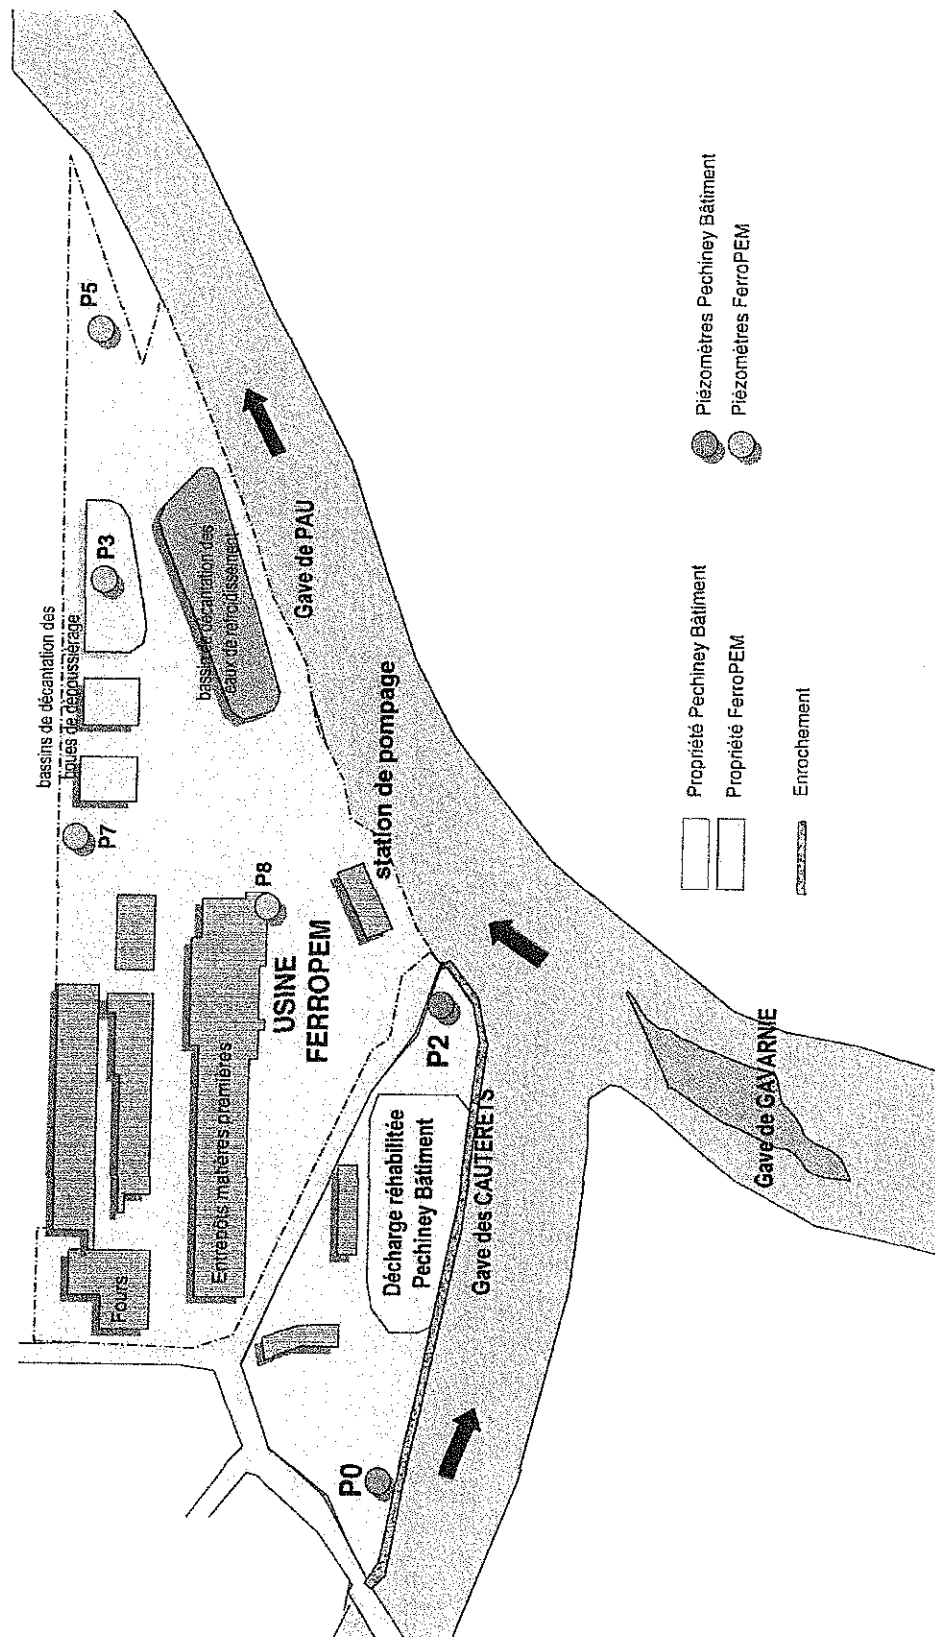 bassins de décantation des
boues de dépoussiérage
P7
P3
P5
bassin de décantation des
eaux de refroidissement
Gave de PAU
Fours
Entrepôts matières premières
P8
USINE
FERROPEM
station de pompage
P0
Décharge réhabilitée
Pechiney Bâtiment
P2
Gave des CAUTERETS
Gave de GAVARNIE
Propriété Pechiney Bâtiment
Propriété FerroPEM
Enrochement
Piézomètres Pechiney Bâtiment
Piézomètres FerroPEM